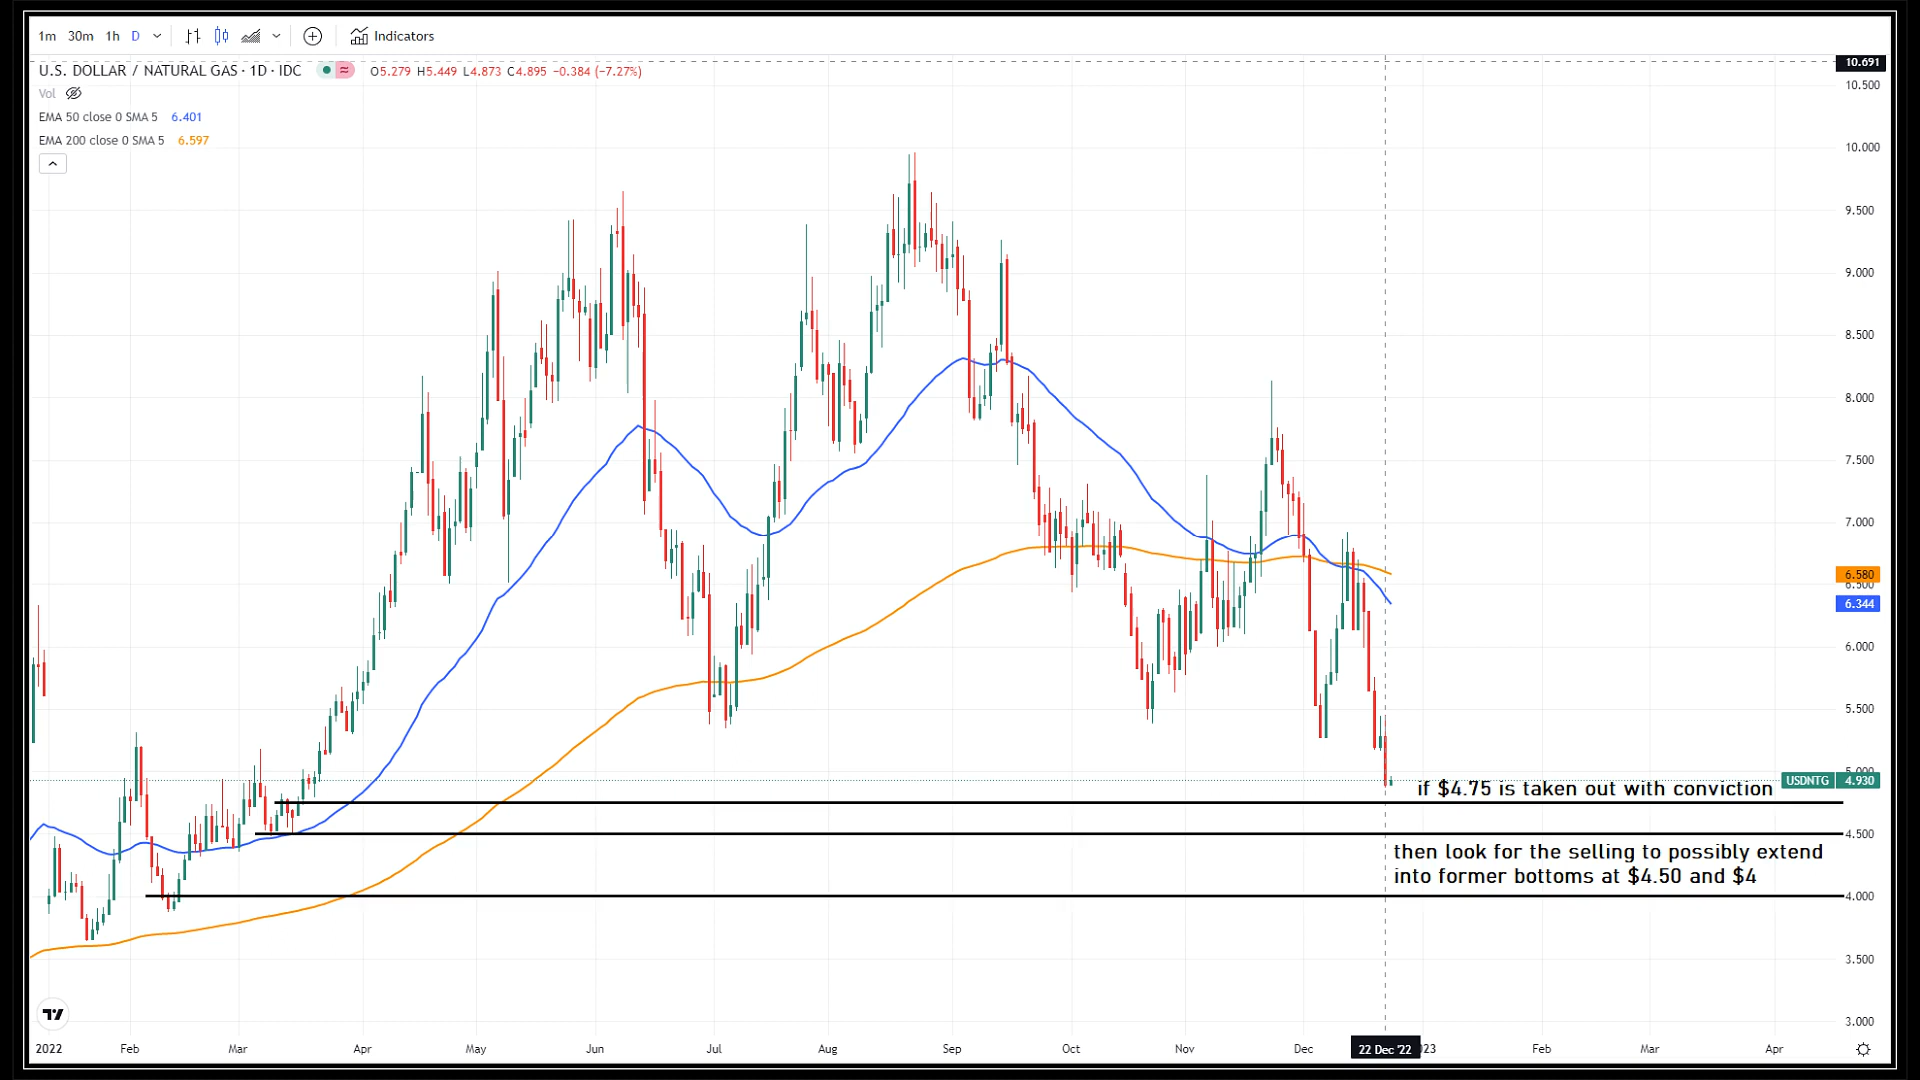 1m 30m 1h D Indicators
10.691
U.S. DOLLAR / NATURAL GAS · 1D · IDC O5.279 H5.449 L4.873 C4.895 −0.384 (−7.27%)
10.500
Vol
EMA 50 close 0 SMA 5 6.401
EMA 200 close 0 SMA 5 6.597
10.000
9.500
9.000
8.500
8.000
7.500
7.000
6.580
6.500
6.344
6.000
5.500
5.000
USDNTG 4.930
if $4.75 is taken out with conviction
4.500
then look for the selling to possibly extend
into former bottoms at $4.50 and $4
4.000
3.500
3.000
2022 Feb Mar Apr May Jun Jul Aug Sep Oct Nov Dec 22 Dec '22 23 Feb Mar Apr